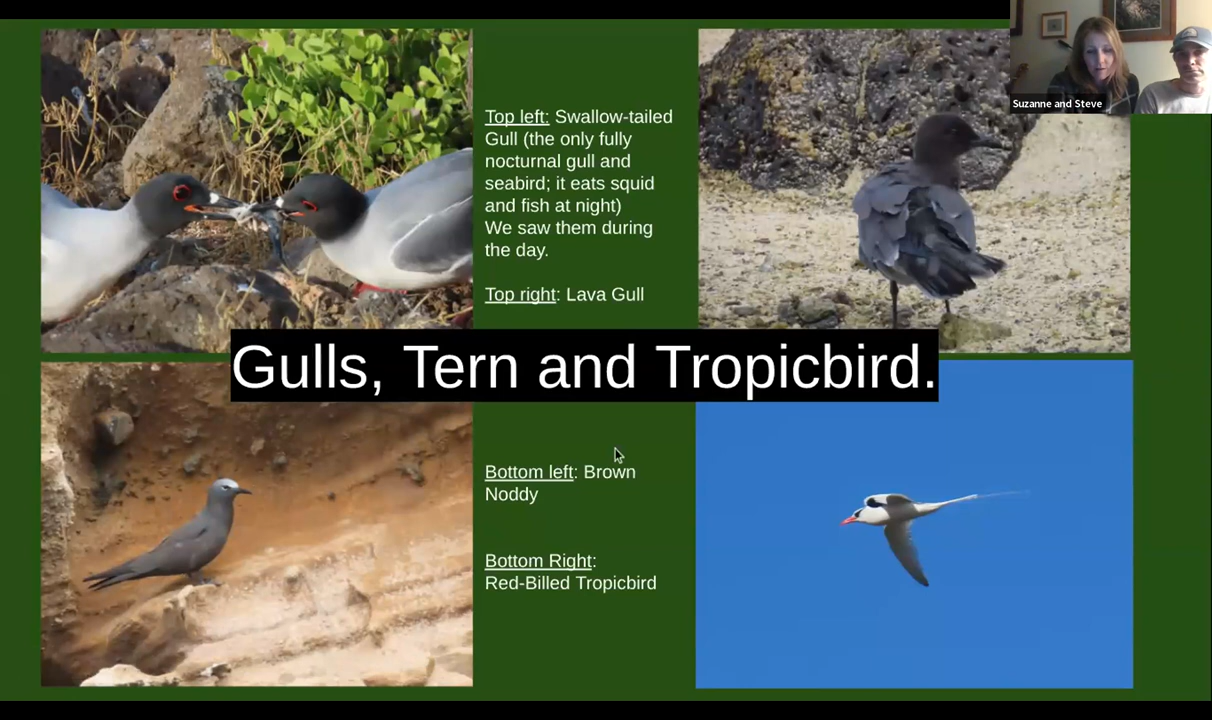 Suzanne and Steve
Top left: Swallow-tailed
Gull (the only fully
nocturnal gull and
seabird; it eats squid
and fish at night)
We saw them during
the day.
Top right: Lava Gull
Gulls, Tern and Tropicbird.
Bottom left: Brown
Noddy
Bottom Right:
Red-Billed Tropicbird